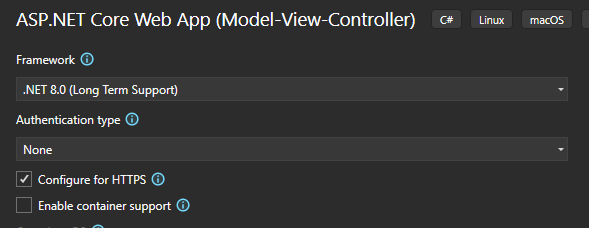 ASP.NET Core Web App (Model-View-Controller) C# Linux macOS
Framework
.NET 8.0 (Long Term Support)
Authentication type
None
Configure for HTTPS
Enable container support